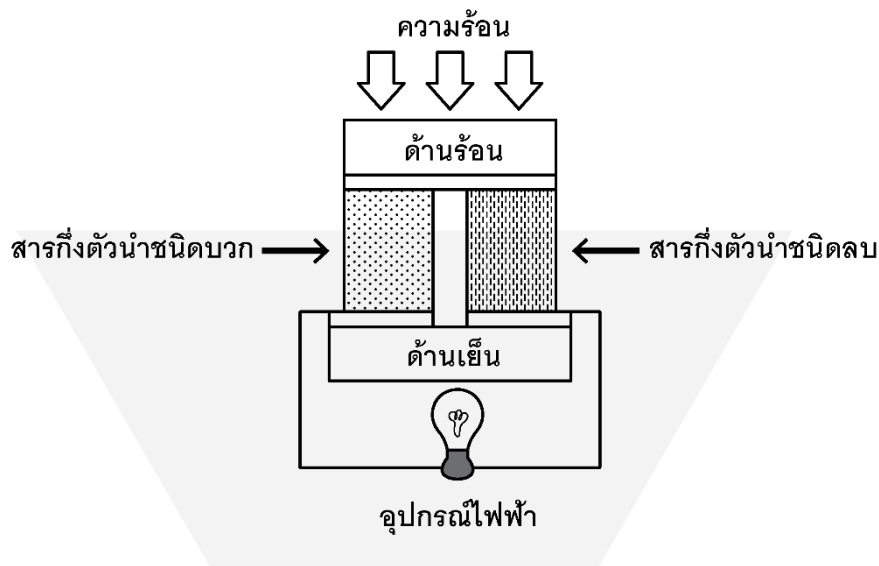 ความร้อน
ด้านร้อน
สารกึ่งตัวนำชนิดบวก
สารกึ่งตัวนำชนิดลบ
ด้านเย็น
อุปกรณ์ไฟฟ้า